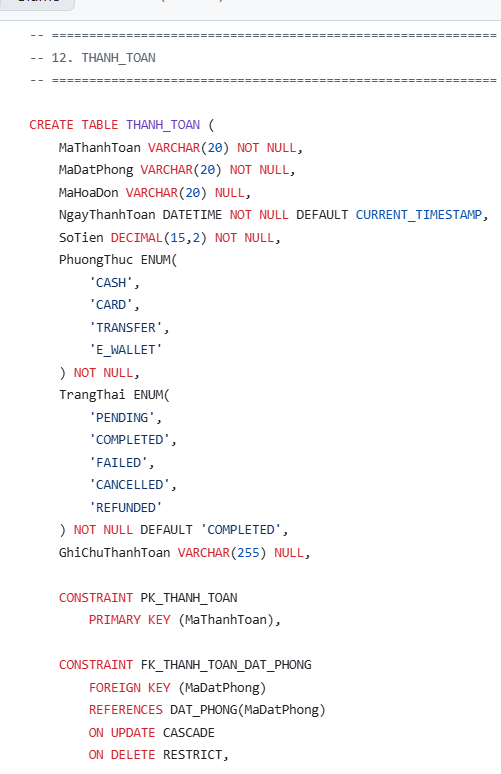 -- ============================================================
-- 12. THANH_TOAN
-- ============================================================
CREATE TABLE THANH_TOAN (
    MaThanhToan VARCHAR(20) NOT NULL,
    MaDatPhong VARCHAR(20) NOT NULL,
    MaHoaDon VARCHAR(20) NULL,
    NgayThanhToan DATETIME NOT NULL DEFAULT CURRENT_TIMESTAMP,
    SoTien DECIMAL(15,2) NOT NULL,
    PhuongThuc ENUM(
        'CASH',
        'CARD',
        'TRANSFER',
        'E_WALLET'
    ) NOT NULL,
    TrangThai ENUM(
        'PENDING',
        'COMPLETED',
        'FAILED',
        'CANCELLED',
        'REFUNDED'
    ) NOT NULL DEFAULT 'COMPLETED',
    GhiChuThanhToan VARCHAR(255) NULL,
    CONSTRAINT PK_THANH_TOAN
        PRIMARY KEY (MaThanhToan),
    CONSTRAINT FK_THANH_TOAN_DAT_PHONG
        FOREIGN KEY (MaDatPhong)
        REFERENCES DAT_PHONG(MaDatPhong)
        ON UPDATE CASCADE
        ON DELETE RESTRICT,